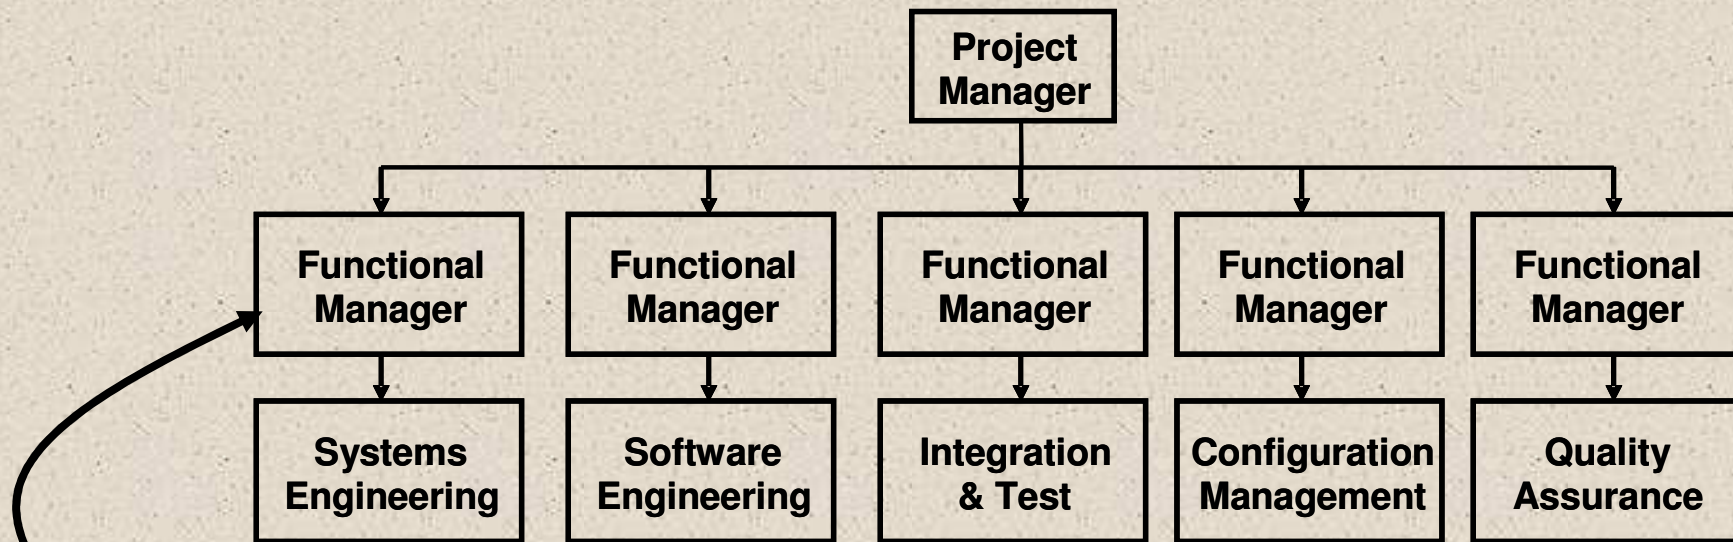 Project
Manager
Functional
Manager
Functional
Manager
Functional
Manager
Functional
Manager
Functional
Manager
Systems
Engineering
Software
Engineering
Integration
& Test
Configuration
Management
Quality
Assurance